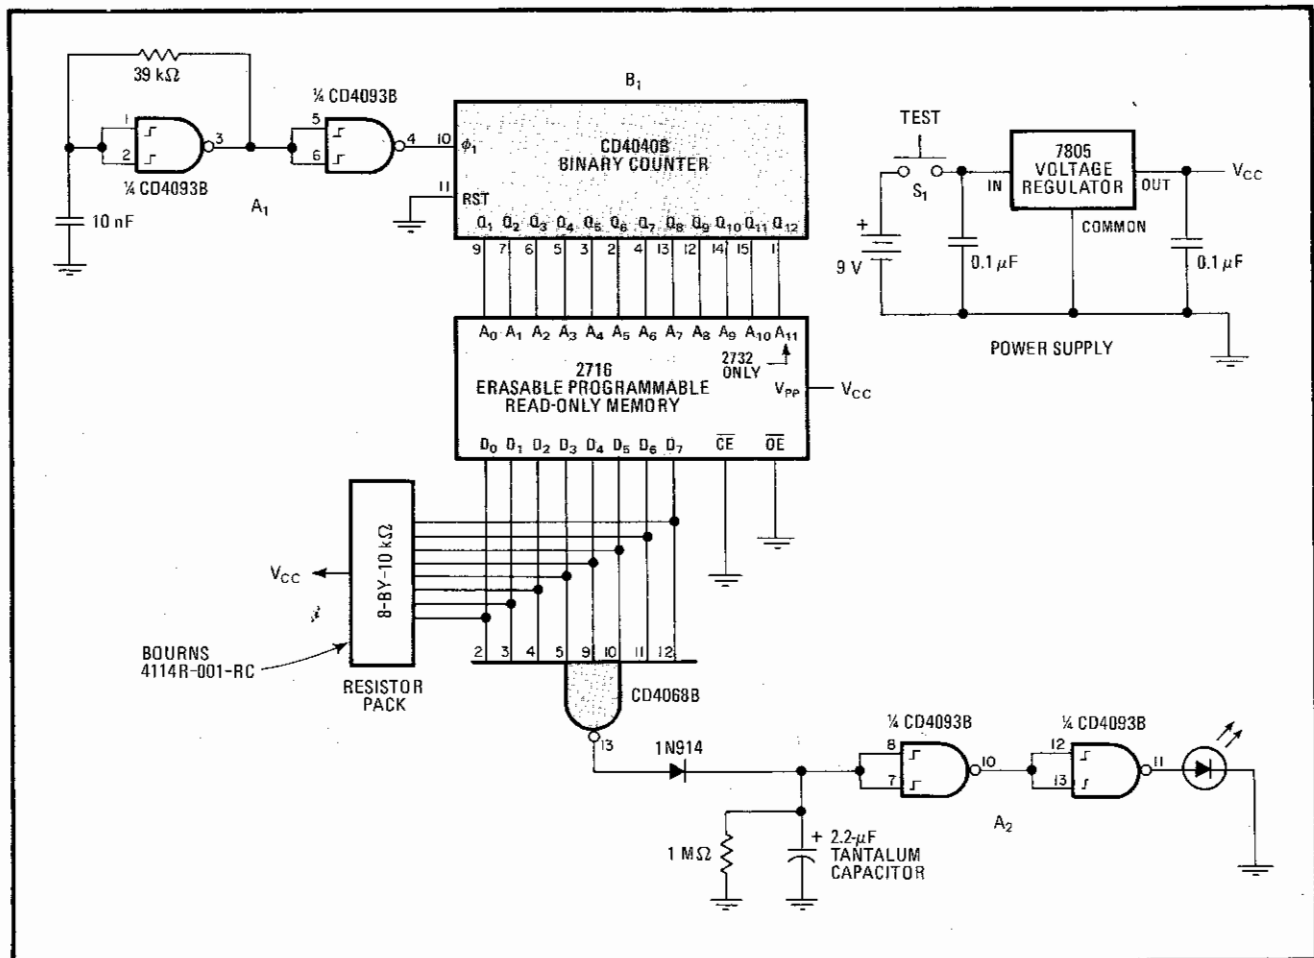 39 kΩ
¼ CD4093B
1
2
3
¼ CD4093B
A₁
10 nF
5
6
4
10
11
B₁
CD4040B
BINARY COUNTER
ϕ₁
RST
Q₁ Q₂ Q₃ Q₄ Q₅ Q₆ Q₇ Q₈ Q₉ Q₁₀ Q₁₁ Q₁₂
9 7 6 5 3 2 4 13 12 14 15 1
TEST
S₁
+
9 V
IN
7805
VOLTAGE
REGULATOR
OUT
COMMON
V_CC
0.1 μF
0.1 μF
POWER SUPPLY
A₀ A₁ A₂ A₃ A₄ A₅ A₆ A₇ A₈ A₉ A₁₀ A₁₁
2732
ONLY
2716
ERASABLE PROGRAMMABLE
READ-ONLY MEMORY
V_PP
V_CC
D₀ D₁ D₂ D₃ D₄ D₅ D₆ D₇ C̅E̅ O̅E̅
V_CC
8-BY-10 kΩ
BOURNS
4114R-001-RC
RESISTOR
PACK
2 3 4 5 9 10 11 12
CD4068B
13
1N914
1 MΩ
+
2.2-μF
TANTALUM
CAPACITOR
¼ CD4093B
8
7
10
A₂
¼ CD4093B
12
13
11